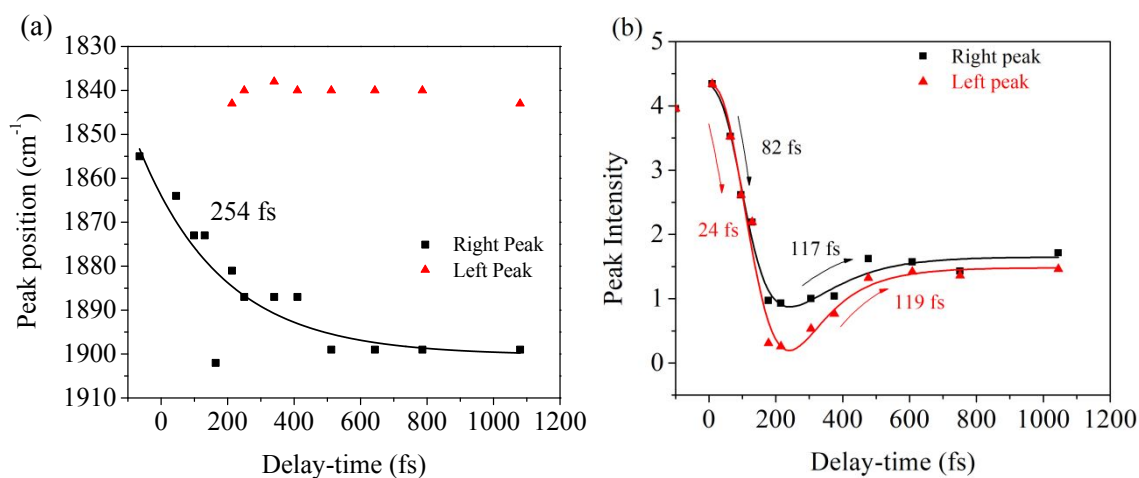 (a)
1830
1840
1850
1860
1870
1880
1890
1900
1910
Peak position (cm⁻¹)
254 fs
Right Peak
Left Peak
0 200 400 600 800 1000 1200
Delay-time (fs)
(b)
5
4
3
2
1
0
Peak Intensity
Right peak
Left peak
82 fs
24 fs
117 fs
119 fs
0 200 400 600 800 1000 1200
Delay-time (fs)